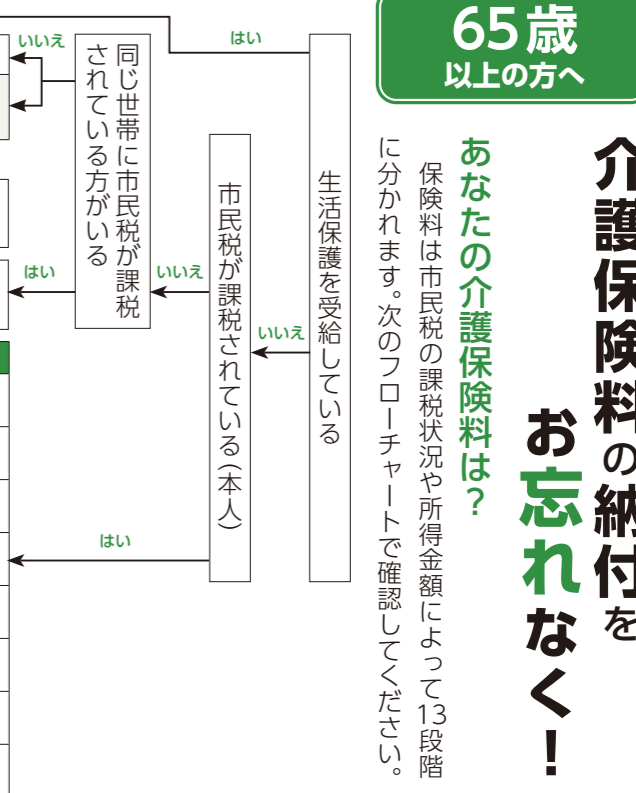 65歳
以上の方へ
介護保険料の納付を
お忘れなく！
あなたの介護保険料は？
保険料は市民税の課税状況や所得金額によって13段階
に分かれます。次のフローチャートで確認してください。
生活保護を受給している
はい
いいえ
市民税が課税されている（本人）
いいえ
はい
同じ世帯に市民税が課税
されている方がいる
いいえ
はい